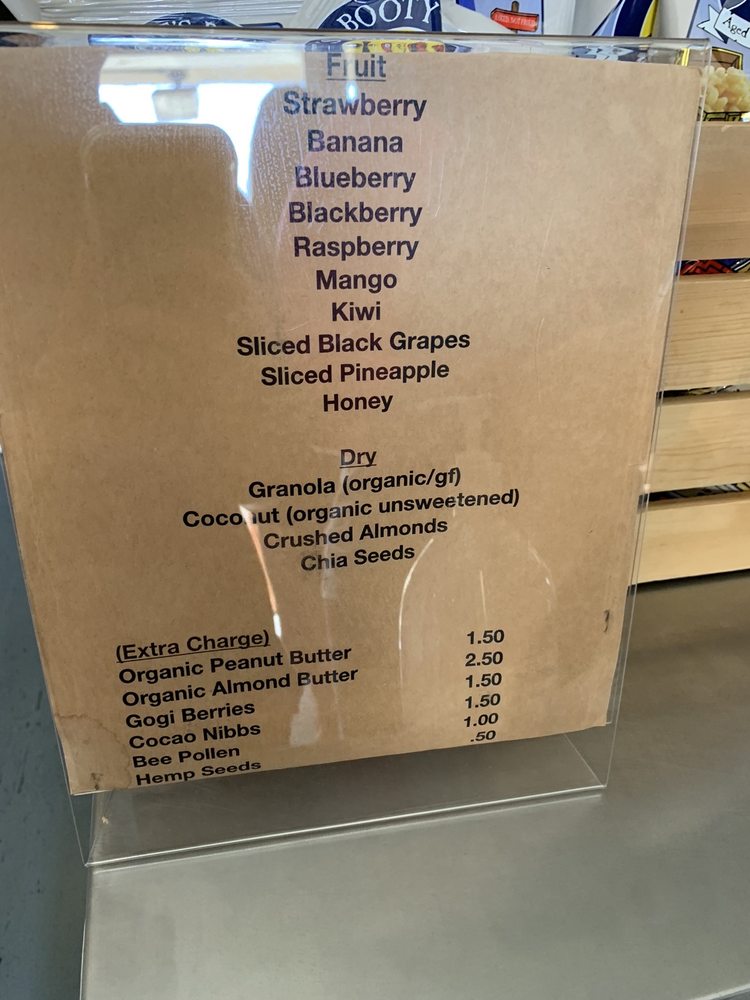 BOOTY
Aged
Fruit
Strawberry
Banana
Blueberry
Blackberry
Raspberry
Mango
Kiwi
Sliced Black Grapes
Sliced Pineapple
Honey
Dry
Granola (organic/gf)
Coconut (organic unsweetened)
Crushed Almonds
Chia Seeds
(Extra Charge)
Organic Peanut Butter 1.50
Organic Almond Butter 2.50
Gogi Berries 1.50
Cocao Nibbs 1.50
Bee Pollen 1.00
Hemp Seeds .50